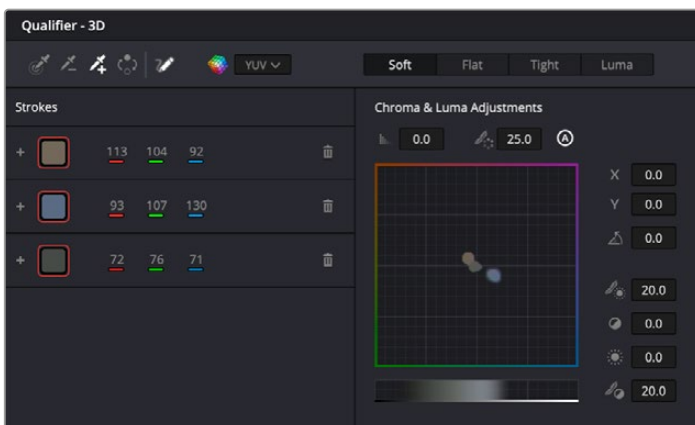 Qualifier - 3D
YUV Soft Flat Tight Luma
Strokes
113 104 92
93 107 130
72 76 71
Chroma & Luma Adjustments
0.0 25.0 A
X 0.0
Y 0.0
0.0
20.0
0.0
0.0
20.0